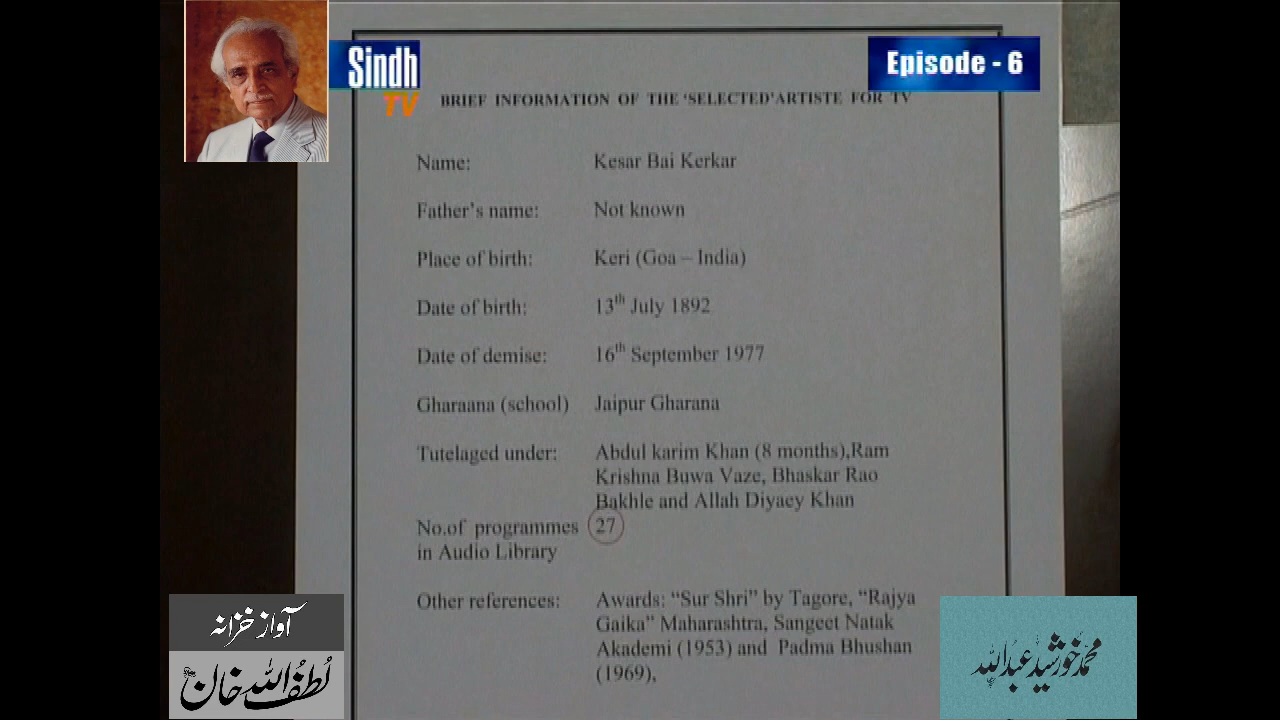 Sindh
TV
Episode - 6
BRIEF INFORMATION OF THE ‘SELECTED’ ARTISTE FOR TV
Name: Kesar Bai Kerkar
Father’s name: Not known
Place of birth: Keri (Goa – India)
Date of birth: 13th July 1892
Date of demise: 16th September 1977
Gharaana (school) Jaipur Gharana
Tutelaged under: Abdul karim Khan (8 months),Ram
Krishna Buwa Vaze, Bhaskar Rao
Bakhle and Allah Diyaey Khan
No.of programmes 27
in Audio Library
Other references: Awards: “Sur Shri” by Tagore, “Rajya
Gaika” Maharashtra, Sangeet Natak
Akademi (1953) and Padma Bhushan
(1969),
آواز خزانہ
لُطفُ اللہ خان
محمد خورشید عبداللہ